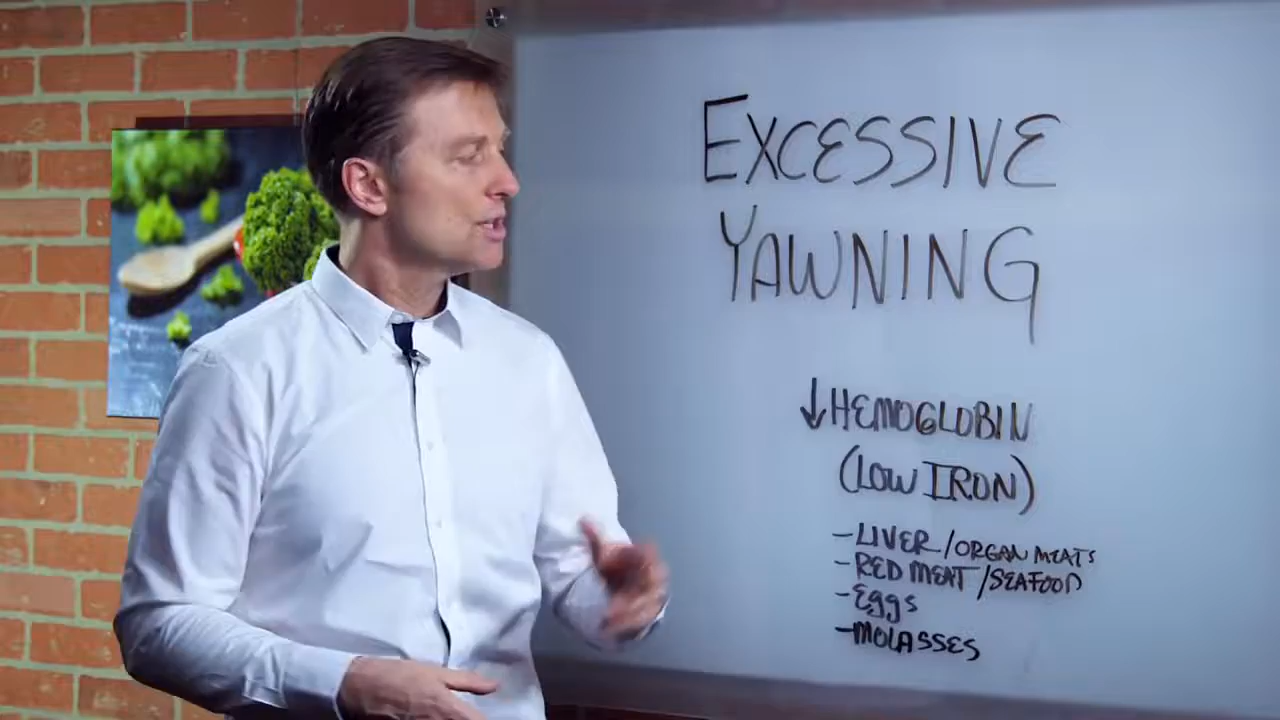 EXCESSIVE
YAWNING
↓HEMOGLOBIN
(LOW IRON)
-LIVER/ORGAN MEATS
-RED MEAT/SEAFOOD
-Eggs
-MOLASSES